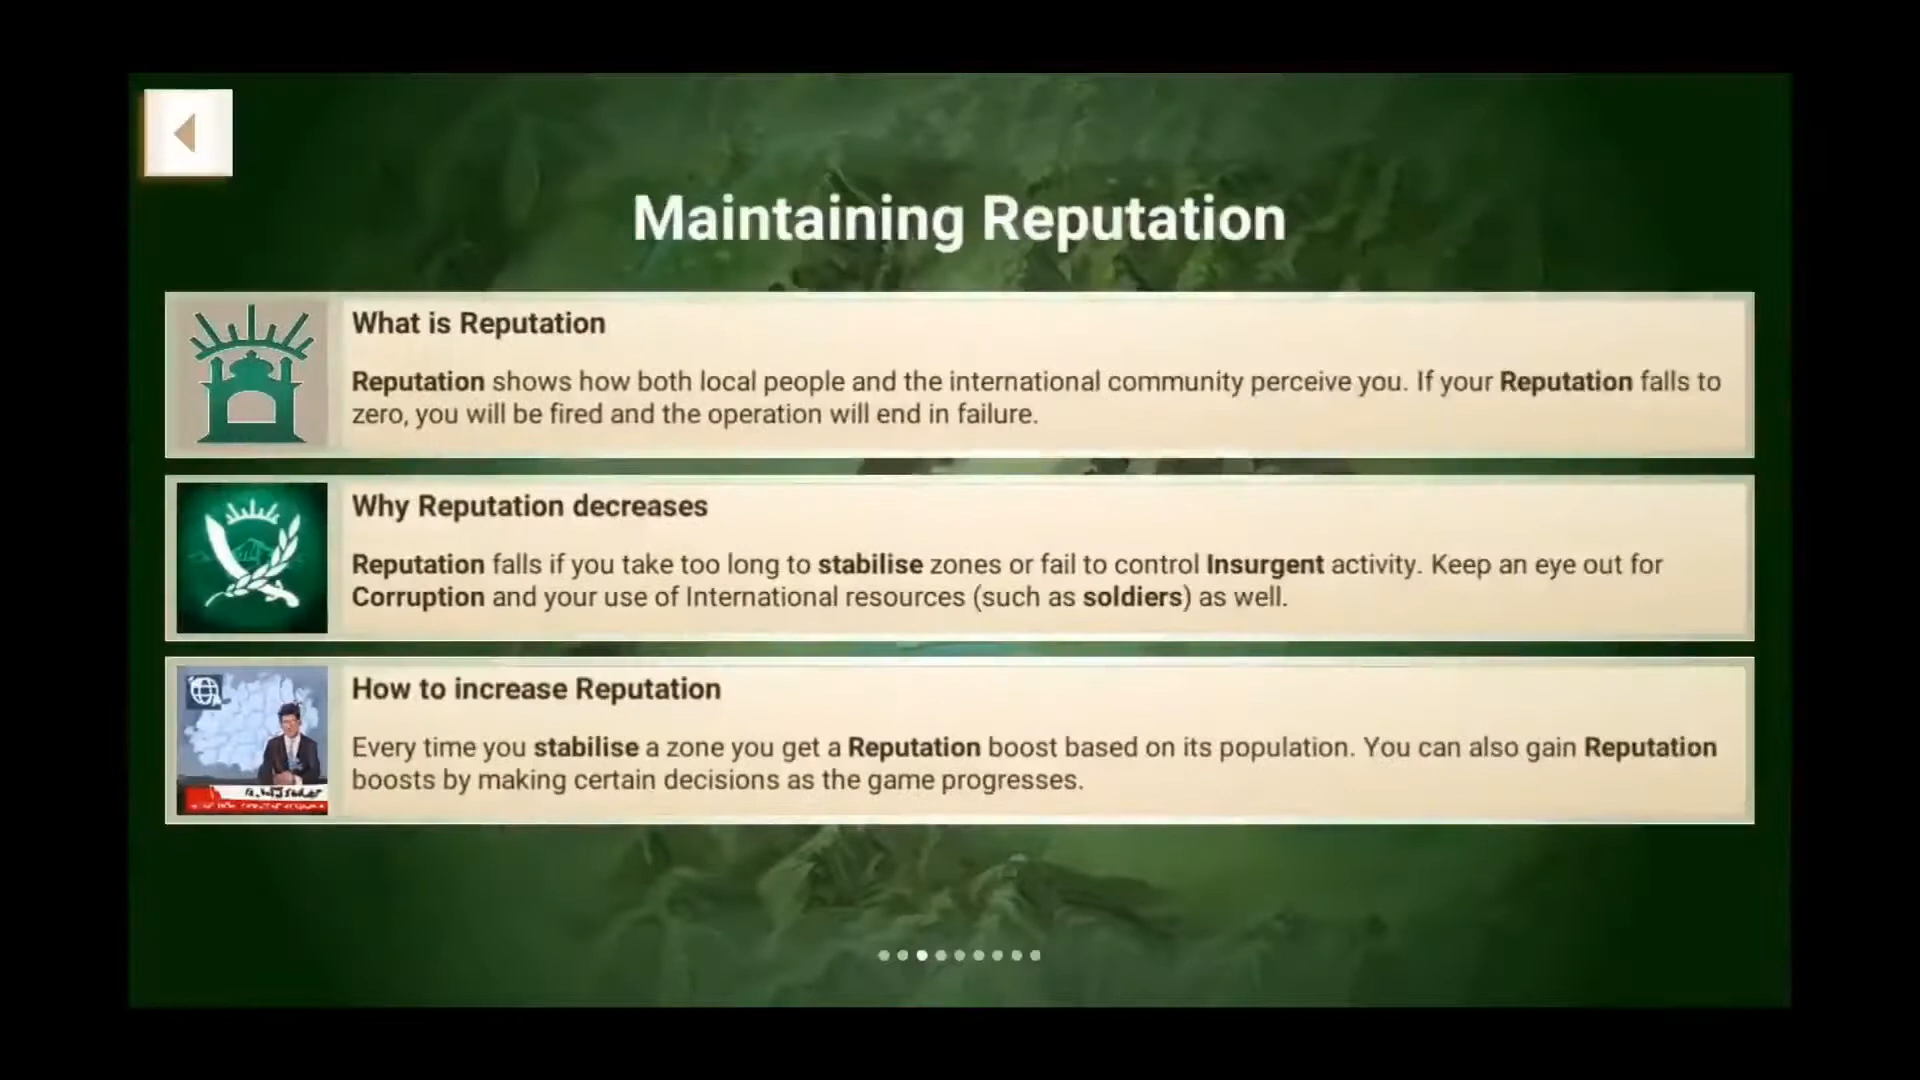 Maintaining Reputation
What is Reputation
Reputation shows how both local people and the international community perceive you. If your Reputation falls to
zero, you will be fired and the operation will end in failure.
Why Reputation decreases
Reputation falls if you take too long to stabilise zones or fail to control Insurgent activity. Keep an eye out for
Corruption and your use of International resources (such as soldiers) as well.
How to increase Reputation
Every time you stabilise a zone you get a Reputation boost based on its population. You can also gain Reputation
boosts by making certain decisions as the game progresses.